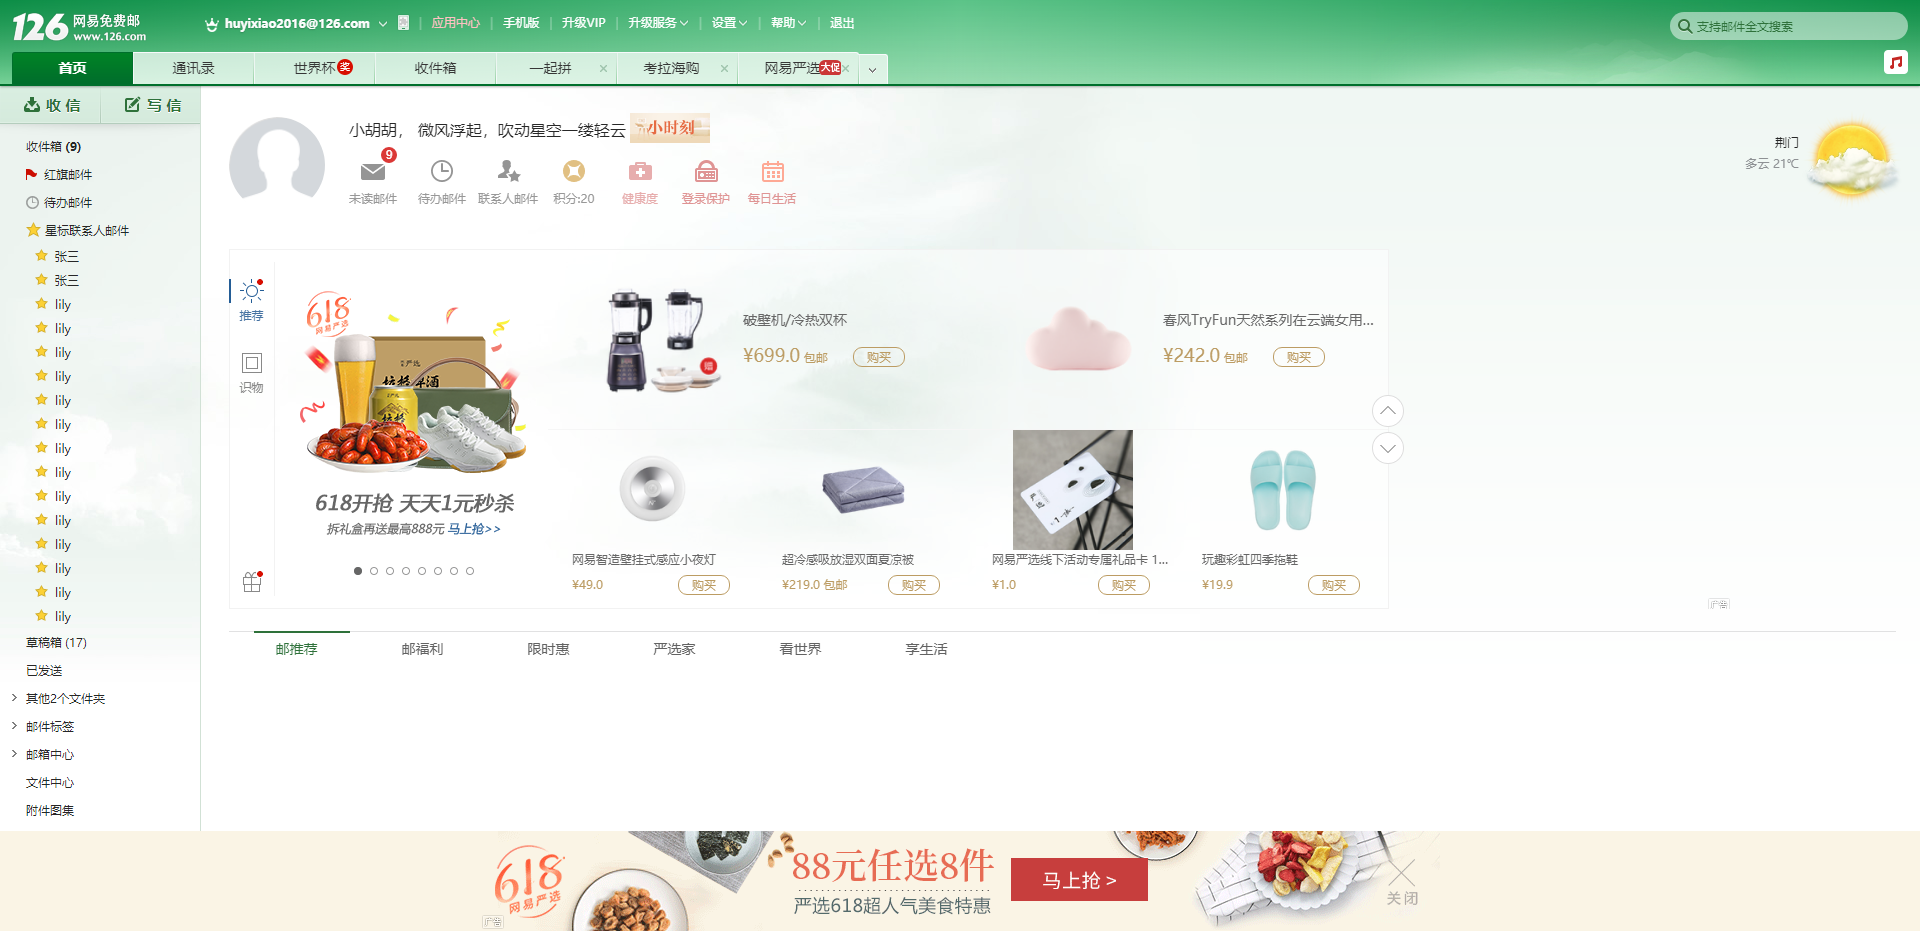 126 网易免费邮
www.126.com
huyixiao2016@126.com
应用中心 | 手机版 | 升级VIP | 升级服务 | 设置 | 帮助 | 退出
支持邮件全文搜索
首页
通讯录
世界杯 奖
收件箱
一起拼
考拉海购
网易严选 大促
收信
写信
收件箱 (9)
红旗邮件
待办邮件
星标联系人邮件
张三
张三
lily
lily
lily
lily
lily
lily
lily
lily
lily
lily
lily
lily
lily
lily
草稿箱 (17)
已发送
其他2个文件夹
邮件标签
邮箱中心
文件中心
附件图集
小胡胡， 微风浮起，吹动星空一缕轻云
小时刻
9
未读邮件
待办邮件
联系人邮件
积分:20
健康度
登录保护
每日生活
荆门
多云 21℃
推荐
识物
618
网易严选
618开抢 天天1元秒杀
拆礼盒再送最高888元 马上抢>>
赠
破壁机/冷热双杯
¥699.0 包邮
购买
春风TryFun天然系列在云端女用...
¥242.0 包邮
购买
网易智造壁挂式感应小夜灯
¥49.0
购买
超冷感吸放湿双面夏凉被
¥219.0 包邮
购买
网易严选线下活动专属礼品卡 1...
¥1.0
购买
玩趣彩虹四季拖鞋
¥19.9
购买
广告
邮推荐
邮福利
限时惠
严选家
看世界
享生活
618
网易严选
88元任选8件
严选618超人气美食特惠
马上抢 >
关闭
广告